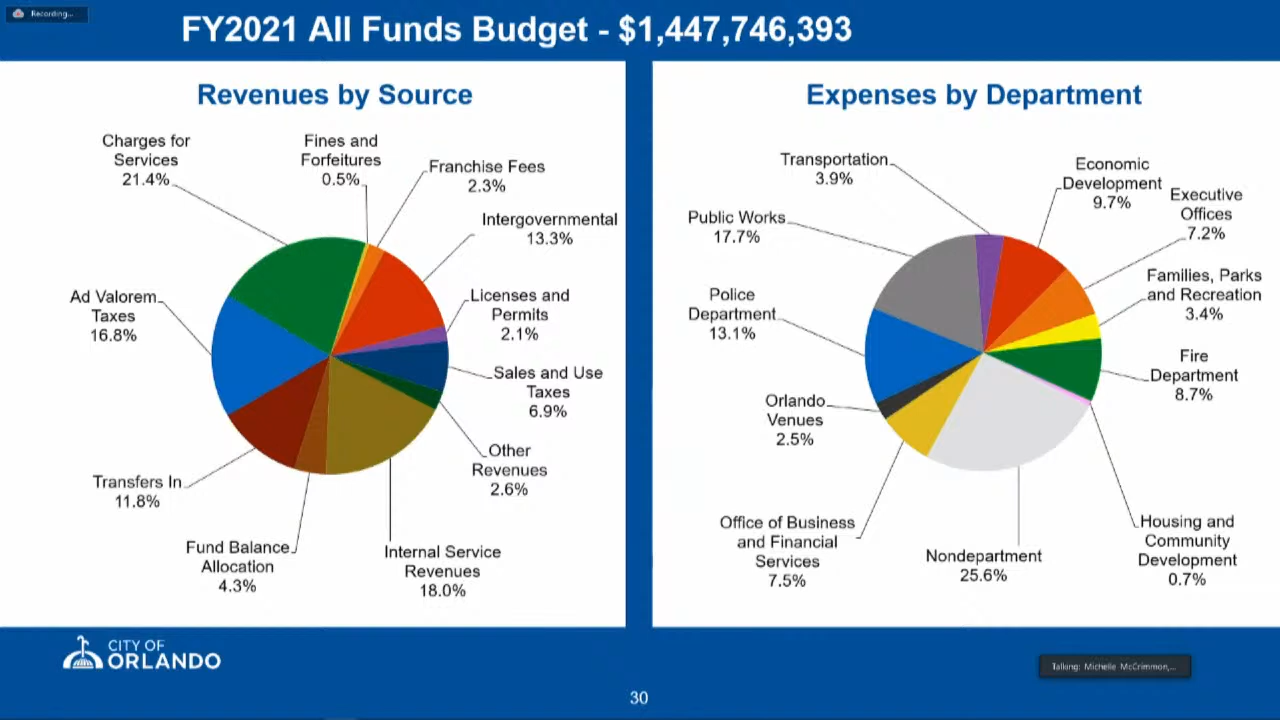 Recording...
FY2021 All Funds Budget - $1,447,746,393
Revenues by Source
Charges for
Services
21.4%
Fines and
Forfeitures
0.5%
Franchise Fees
2.3%
Intergovernmental
13.3%
Licenses and
Permits
2.1%
Sales and Use
Taxes
6.9%
Other
Revenues
2.6%
Internal Service
Revenues
18.0%
Fund Balance
Allocation
4.3%
Transfers In
11.8%
Ad Valorem
Taxes
16.8%
Expenses by Department
Transportation
3.9%
Economic
Development
9.7%
Executive
Offices
7.2%
Families, Parks
and Recreation
3.4%
Fire
Department
8.7%
Housing and
Community
Development
0.7%
Nondepartment
25.6%
Office of Business
and Financial
Services
7.5%
Orlando
Venues
2.5%
Police
Department
13.1%
Public Works
17.7%
CITY OF
ORLANDO
Talking: Michelle McCrimmon,...
30